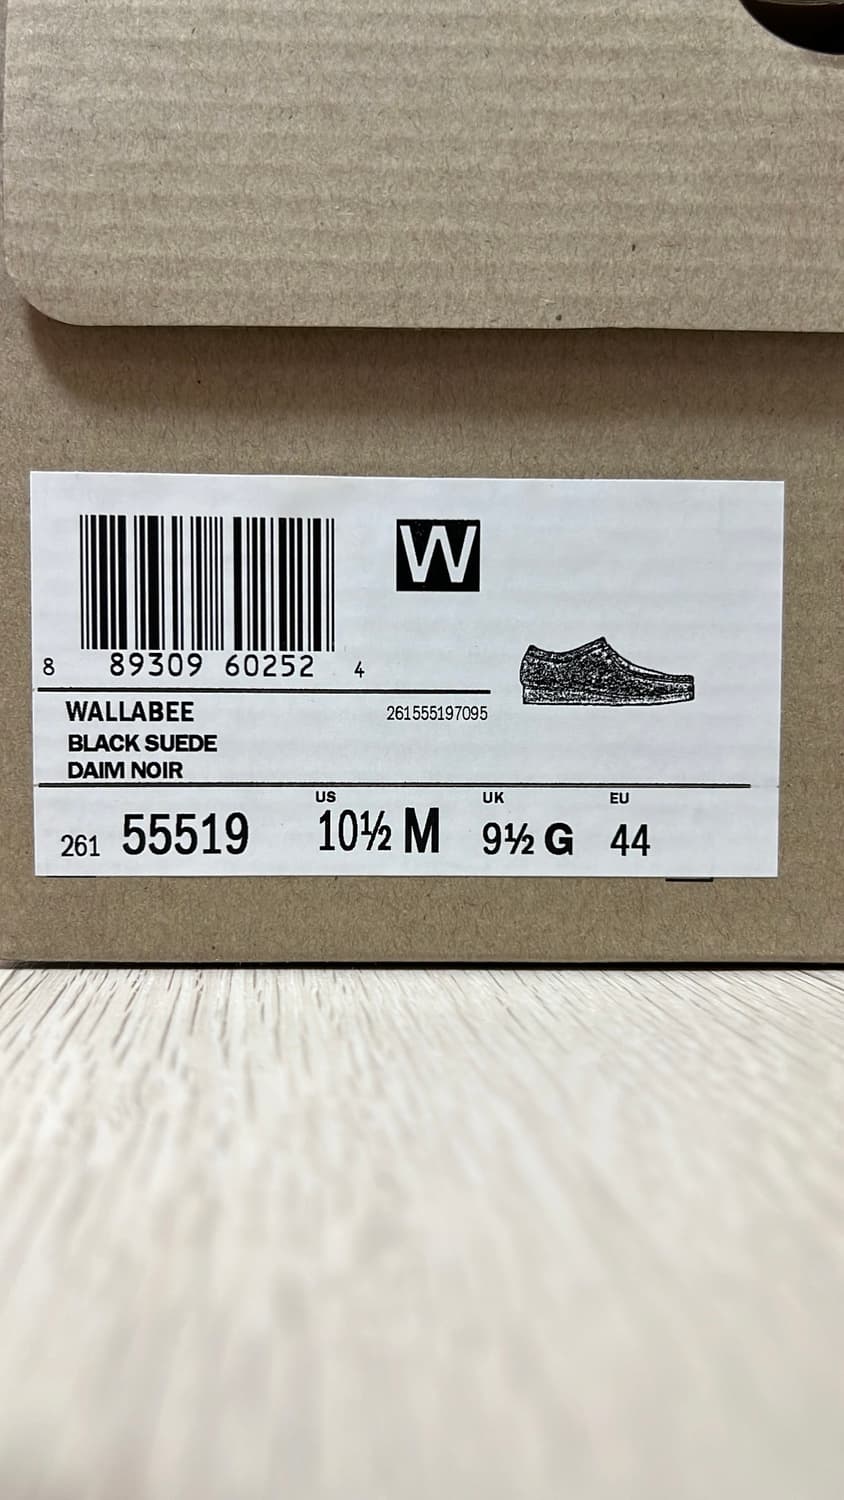 W
8 89309 60252 4
WALLABEE 261555197095
BLACK SUEDE
DAIM NOIR
US UK EU
261 55519 10½ M 9½ G 44